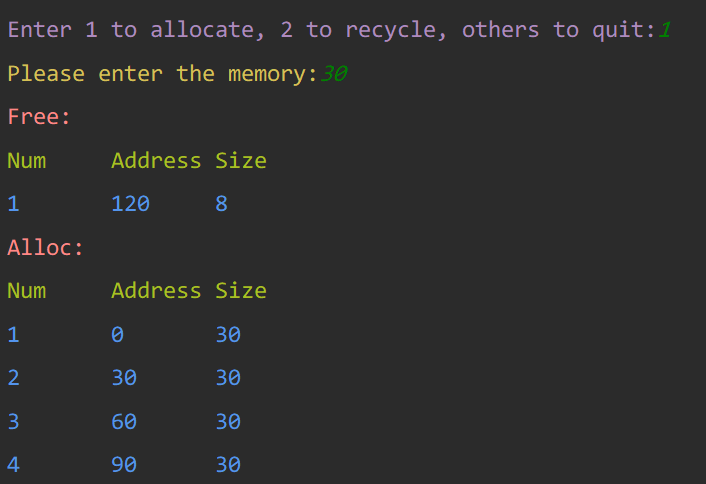 Enter 1 to allocate, 2 to recycle, others to quit:1
Please enter the memory:30
Free:
Num Address Size
1 120 8
Alloc:
Num Address Size
1 0 30
2 30 30
3 60 30
4 90 30